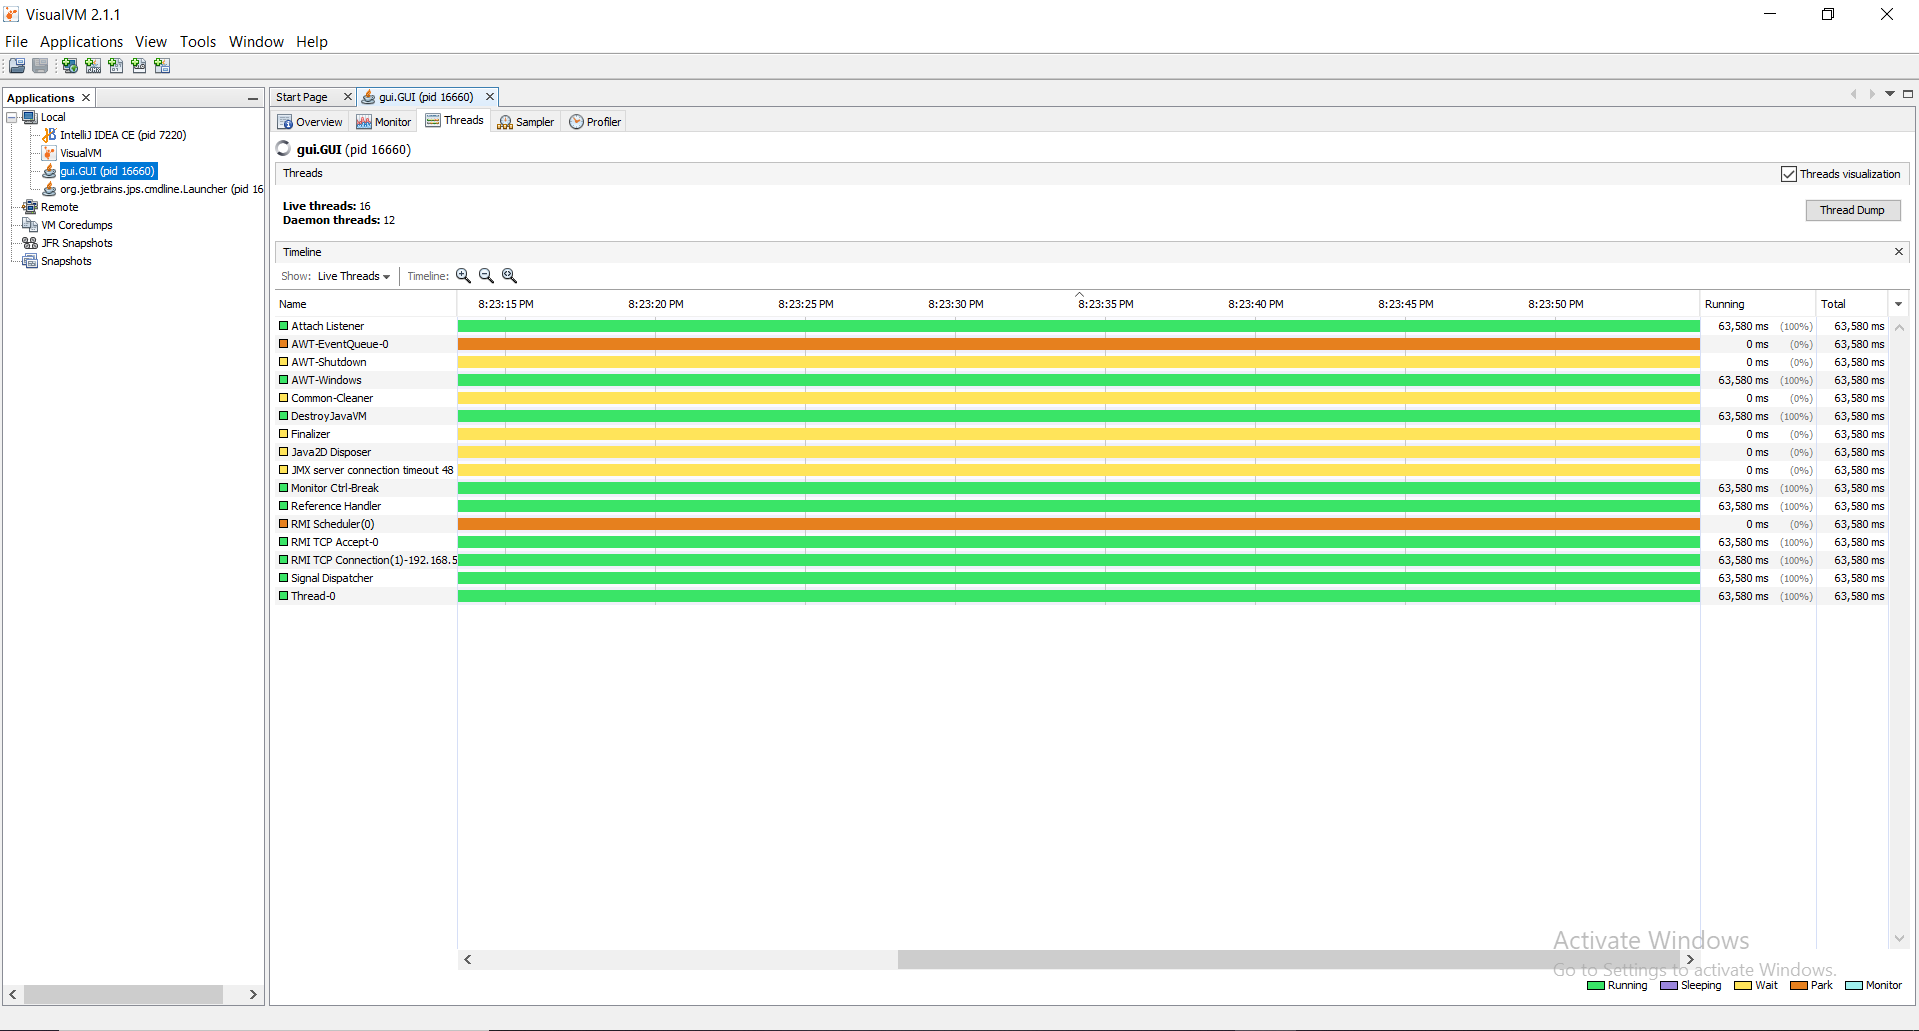 VisualVM 2.1.1
File Applications View Tools Window Help
Applications
Start Page
gui.GUI (pid 16660)
Local
IntelliJ IDEA CE (pid 7220)
VisualVM
gui.GUI (pid 16660)
org.jetbrains.jps.cmdline.Launcher (pid 16
Remote
VM Coredumps
JFR Snapshots
Snapshots
Overview Monitor Threads Sampler Profiler
gui.GUI (pid 16660)
Threads
Threads visualization
Live threads: 16
Daemon threads: 12
Thread Dump
Timeline
Show: Live Threads Timeline:
Name 8:23:15 PM 8:23:20 PM 8:23:25 PM 8:23:30 PM 8:23:35 PM 8:23:40 PM 8:23:45 PM 8:23:50 PM Running Total
Attach Listener 63,580 ms (100%) 63,580 ms
AWT-EventQueue-0 0 ms (0%) 63,580 ms
AWT-Shutdown 0 ms (0%) 63,580 ms
AWT-Windows 63,580 ms (100%) 63,580 ms
Common-Cleaner 0 ms (0%) 63,580 ms
DestroyJavaVM 63,580 ms (100%) 63,580 ms
Finalizer 0 ms (0%) 63,580 ms
Java2D Disposer 0 ms (0%) 63,580 ms
JMX server connection timeout 48 0 ms (0%) 63,580 ms
Monitor Ctrl-Break 63,580 ms (100%) 63,580 ms
Reference Handler 63,580 ms (100%) 63,580 ms
RMI Scheduler(0) 0 ms (0%) 63,580 ms
RMI TCP Accept-0 63,580 ms (100%) 63,580 ms
RMI TCP Connection(1)-192.168.5 63,580 ms (100%) 63,580 ms
Signal Dispatcher 63,580 ms (100%) 63,580 ms
Thread-0 63,580 ms (100%) 63,580 ms
Activate Windows
Go to Settings to activate Windows.
Running Sleeping Wait Park Monitor